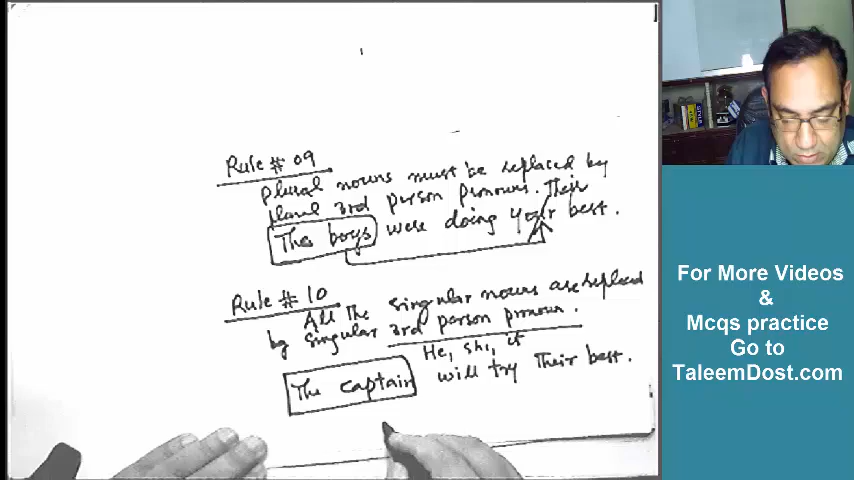 Rule # 09
Plural nouns must be replaced by
plural 3rd person pronouns. Their
The boys were doing your best.
Rule # 10
All the singular nouns are replaced
by singular 3rd person pronoun.
He, shi, it
The captain will try their best.
For More Videos
&
Mcqs practice
Go to
TaleemDost.com